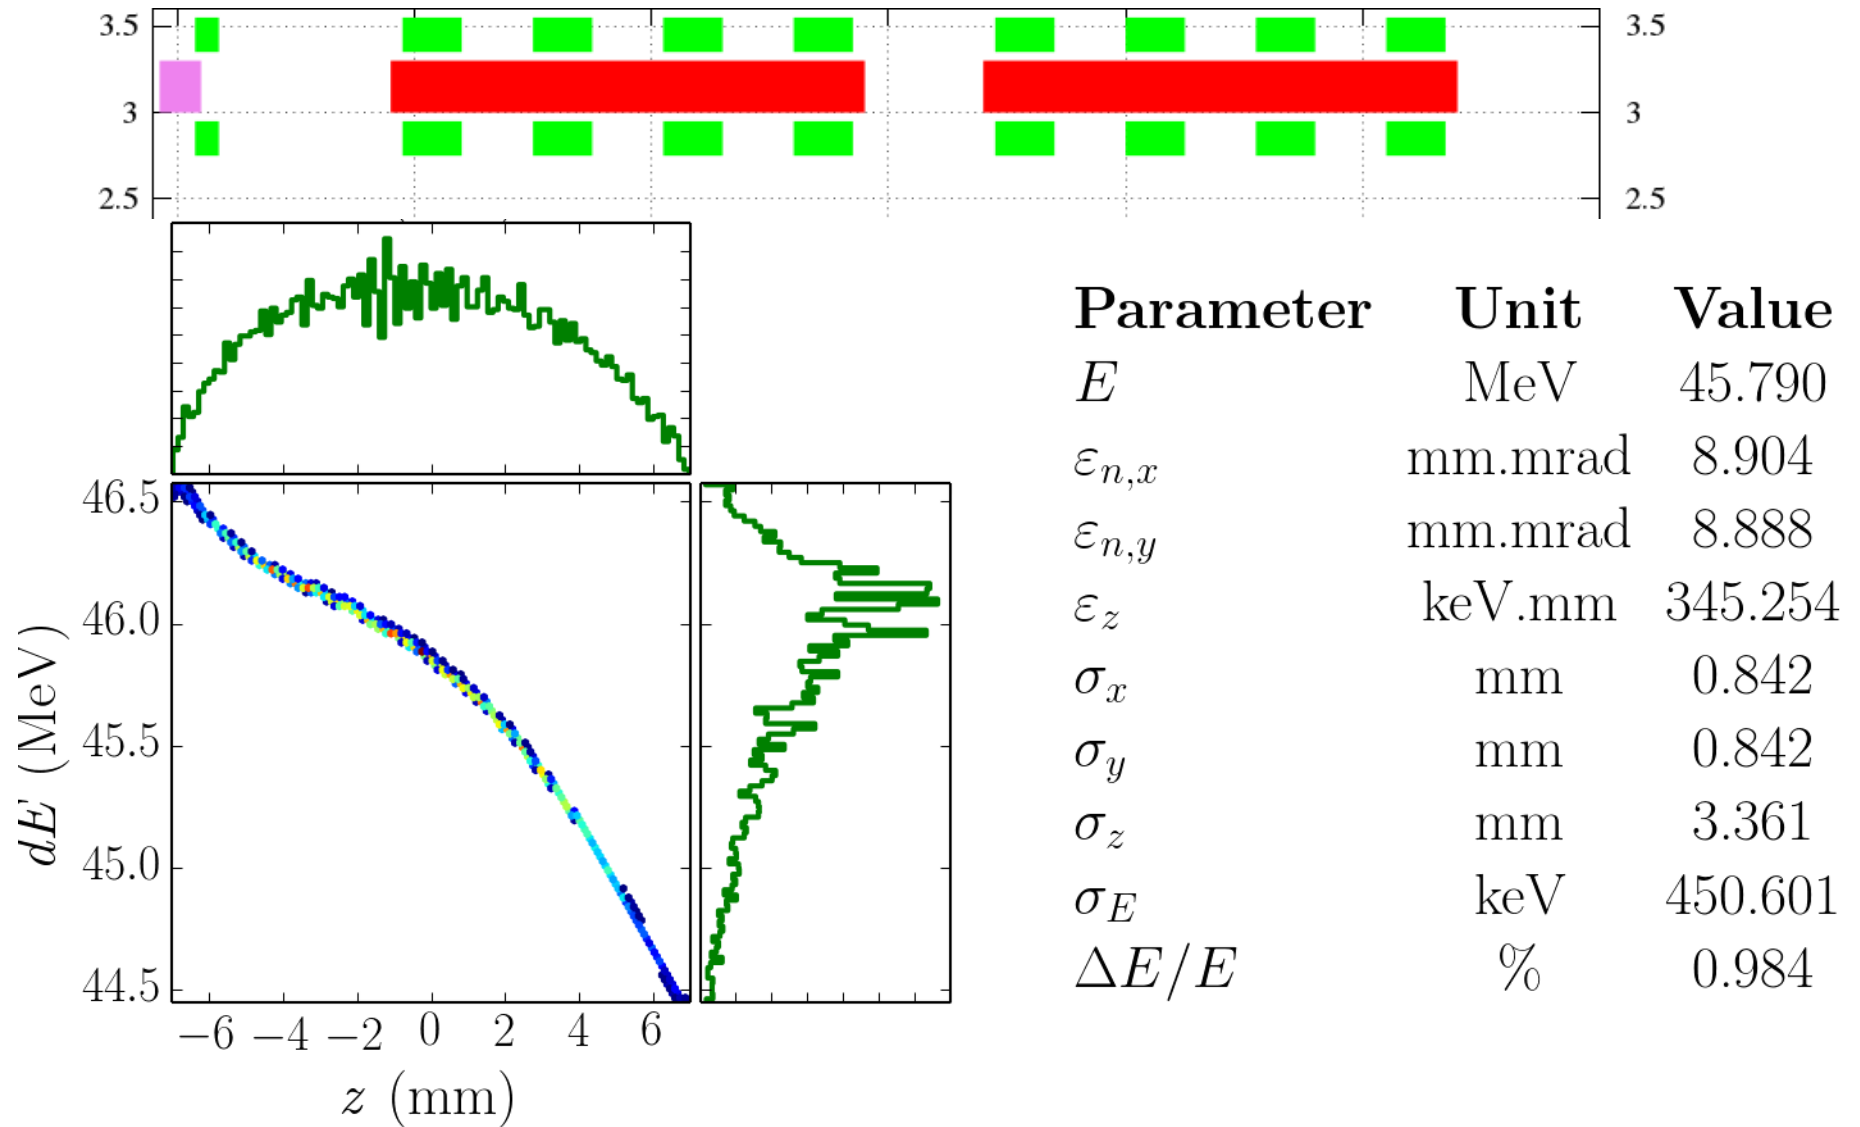 3.5 3.5
3 3
2.5 2.5
Parameter Unit Value
E MeV 45.790
εn,x mm.mrad 8.904
εn,y mm.mrad 8.888
εz keV.mm 345.254
σx mm 0.842
σy mm 0.842
σz mm 3.361
σE keV 450.601
ΔE/E % 0.984
46.5
46.0
45.5
45.0
44.5
dE (MeV)
−6 −4 −2 0 2 4 6
z (mm)